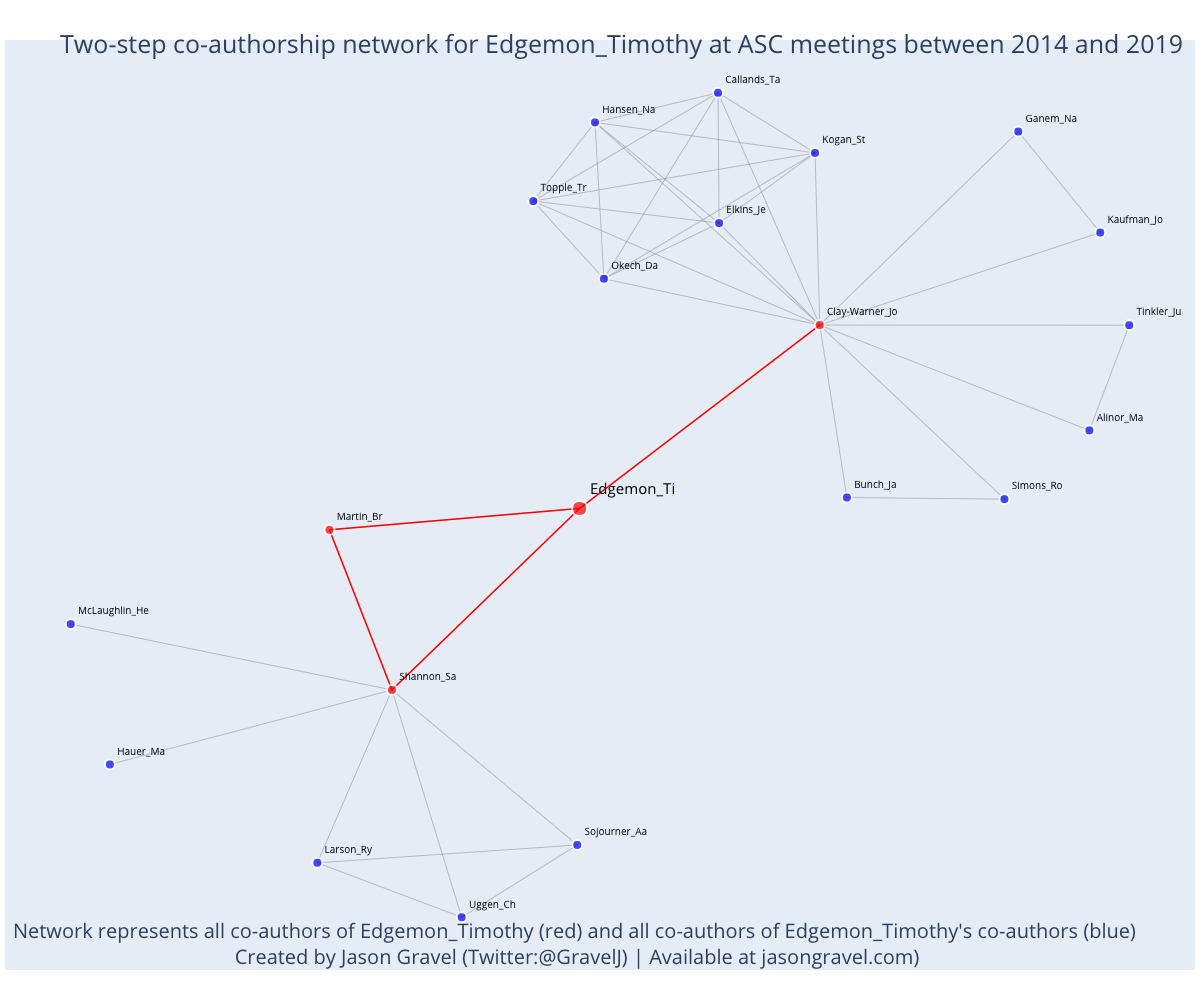 Two-step co-authorship network for Edgemon_Timothy at ASC meetings between 2014 and 2019
Callands_Ta
Hansen_Na
Ganem_Na
Kogan_St
Topple_Tr
Elkins_Je
Kaufman_Jo
Okech_Da
Clay-Warner_Jo
Tinkler_Ju
Alinor_Ma
Bunch_Ja
Simons_Ro
Edgemon_Ti
Martin_Br
McLaughlin_He
Shannon_Sa
Hauer_Ma
Sojourner_Aa
Larson_Ry
Uggen_Ch
Network represents all co-authors of Edgemon_Timothy (red) and all co-authors of Edgemon_Timothy's co-authors (blue)
Created by Jason Gravel (Twitter:@GravelJ) | Available at jasongravel.com)